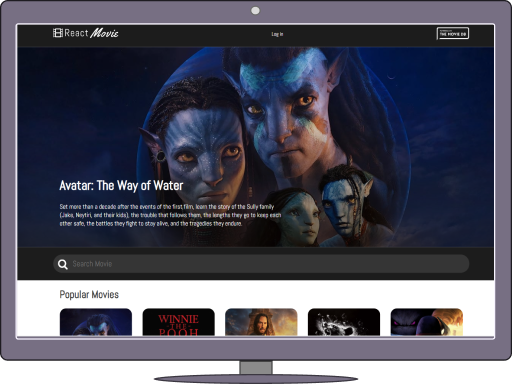 React Movie
Log in
THE MOVIE DB
Avatar: The Way of Water
Set more than a decade after the events of the first film, learn the story of the Sully family
(Jake, Neytiri, and their kids), the trouble that follows them, the lengths they go to keep each
other safe, the battles they fight to stay alive, and the tragedies they endure.
Search Movie
Popular Movies
WINNIE
THE
POOH